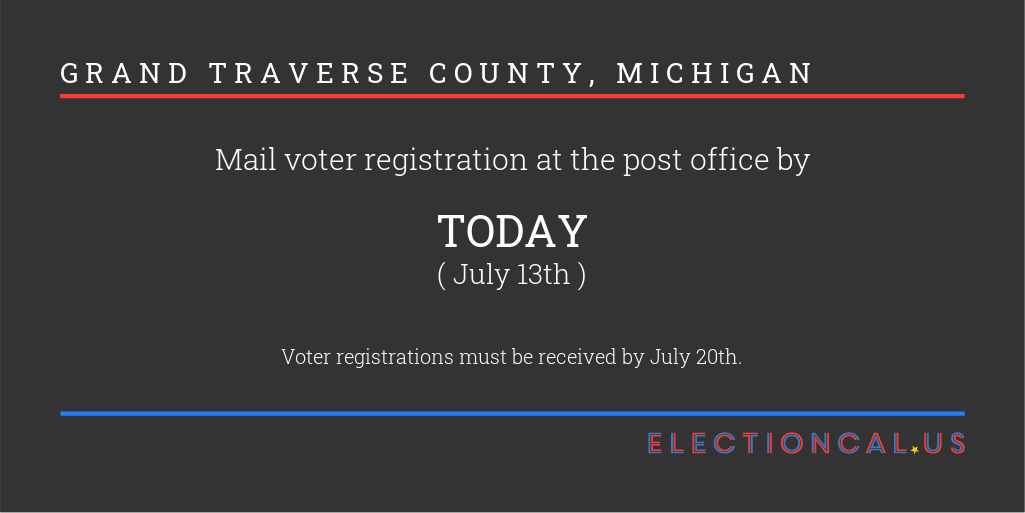 GRAND TRAVERSE COUNTY, MICHIGAN
Mail voter registration at the post office by
TODAY
( July 13th )
Voter registrations must be received by July 20th.
ELECTIONCAL.US